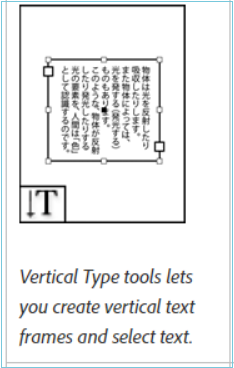 物体は光を反射したり
吸収したりします。
また物体によっては、
光を発する（発光する）
ものもあります。
このような、物体が反射
したり発光したりする
光の要素を、人間は「色」
として認識するのです。
T
Vertical Type tools lets
you create vertical text
frames and select text.